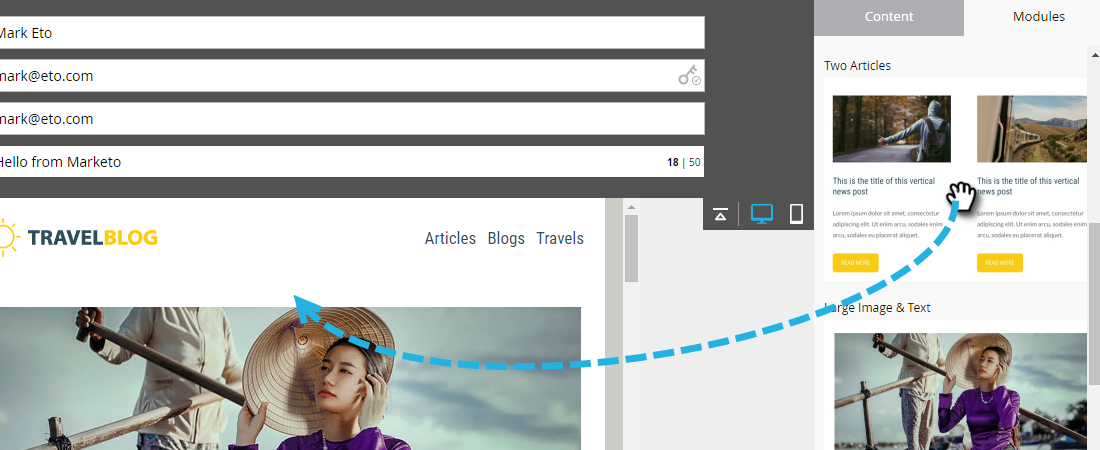 Mark Eto
mark@eto.com
mark@eto.com
Hello from Marketo
18 | 50
TRAVELBLOG
Articles Blogs Travels
Content Modules
Two Articles
This is the title of this vertical
news post
Lorem ipsum dolor sit amet, consectetur
adipiscing elit. Ut enim arcu, sodales eu
arcu, sodales eu placerat aliquet.
READ MORE
This is the title of this vertical
news post
Lorem ipsum dolor sit amet, consectetur
adipiscing elit. Ut enim arcu, sodales eu
arcu, sodales eu placerat aliquet.
READ MORE
Large Image & Text